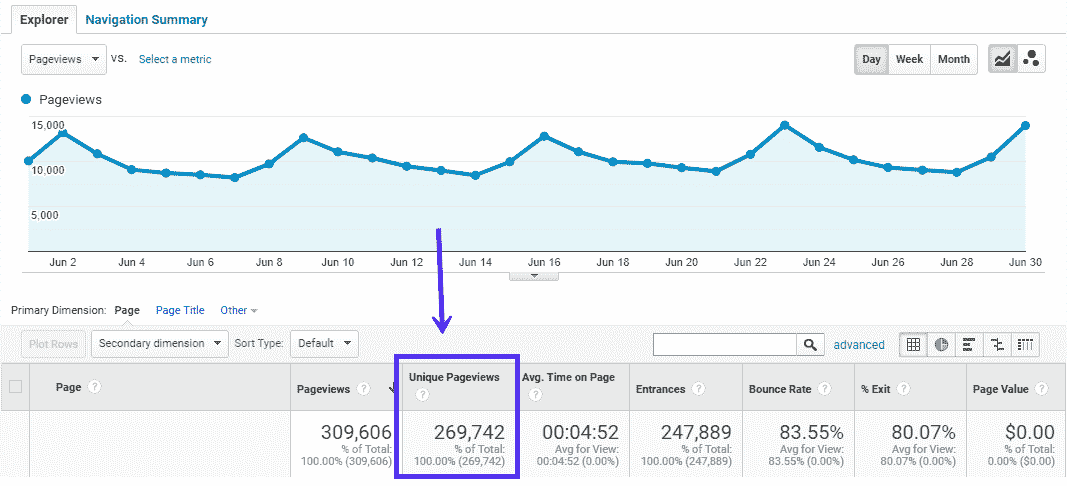 Explorer Navigation Summary
Pageviews VS. Select a metric Day Week Month
Pageviews
15,000
10,000
5,000
Jun 2 Jun 4 Jun 6 Jun 8 Jun 10 Jun 12 Jun 14 Jun 16 Jun 18 Jun 20 Jun 22 Jun 24 Jun 26 Jun 28 Jun 30
Primary Dimension: Page Page Title Other
Plot Rows Secondary dimension Sort Type: Default advanced
Page ? Pageviews ? Unique Pageviews ? Avg. Time on Page ? Entrances ? Bounce Rate ? % Exit ? Page Value ?
309,606 269,742 00:04:52 247,889 83.55% 80.07% $0.00
% of Total: % of Total: Avg for View: % of Total: Avg for View: Avg for View: % of Total:
100.00% (309,606) 100.00% (269,742) 00:04:52 (0.00%) 100.00% (247,889) 83.55% (0.00%) 80.07% (0.00%) 0.00% ($0.00)